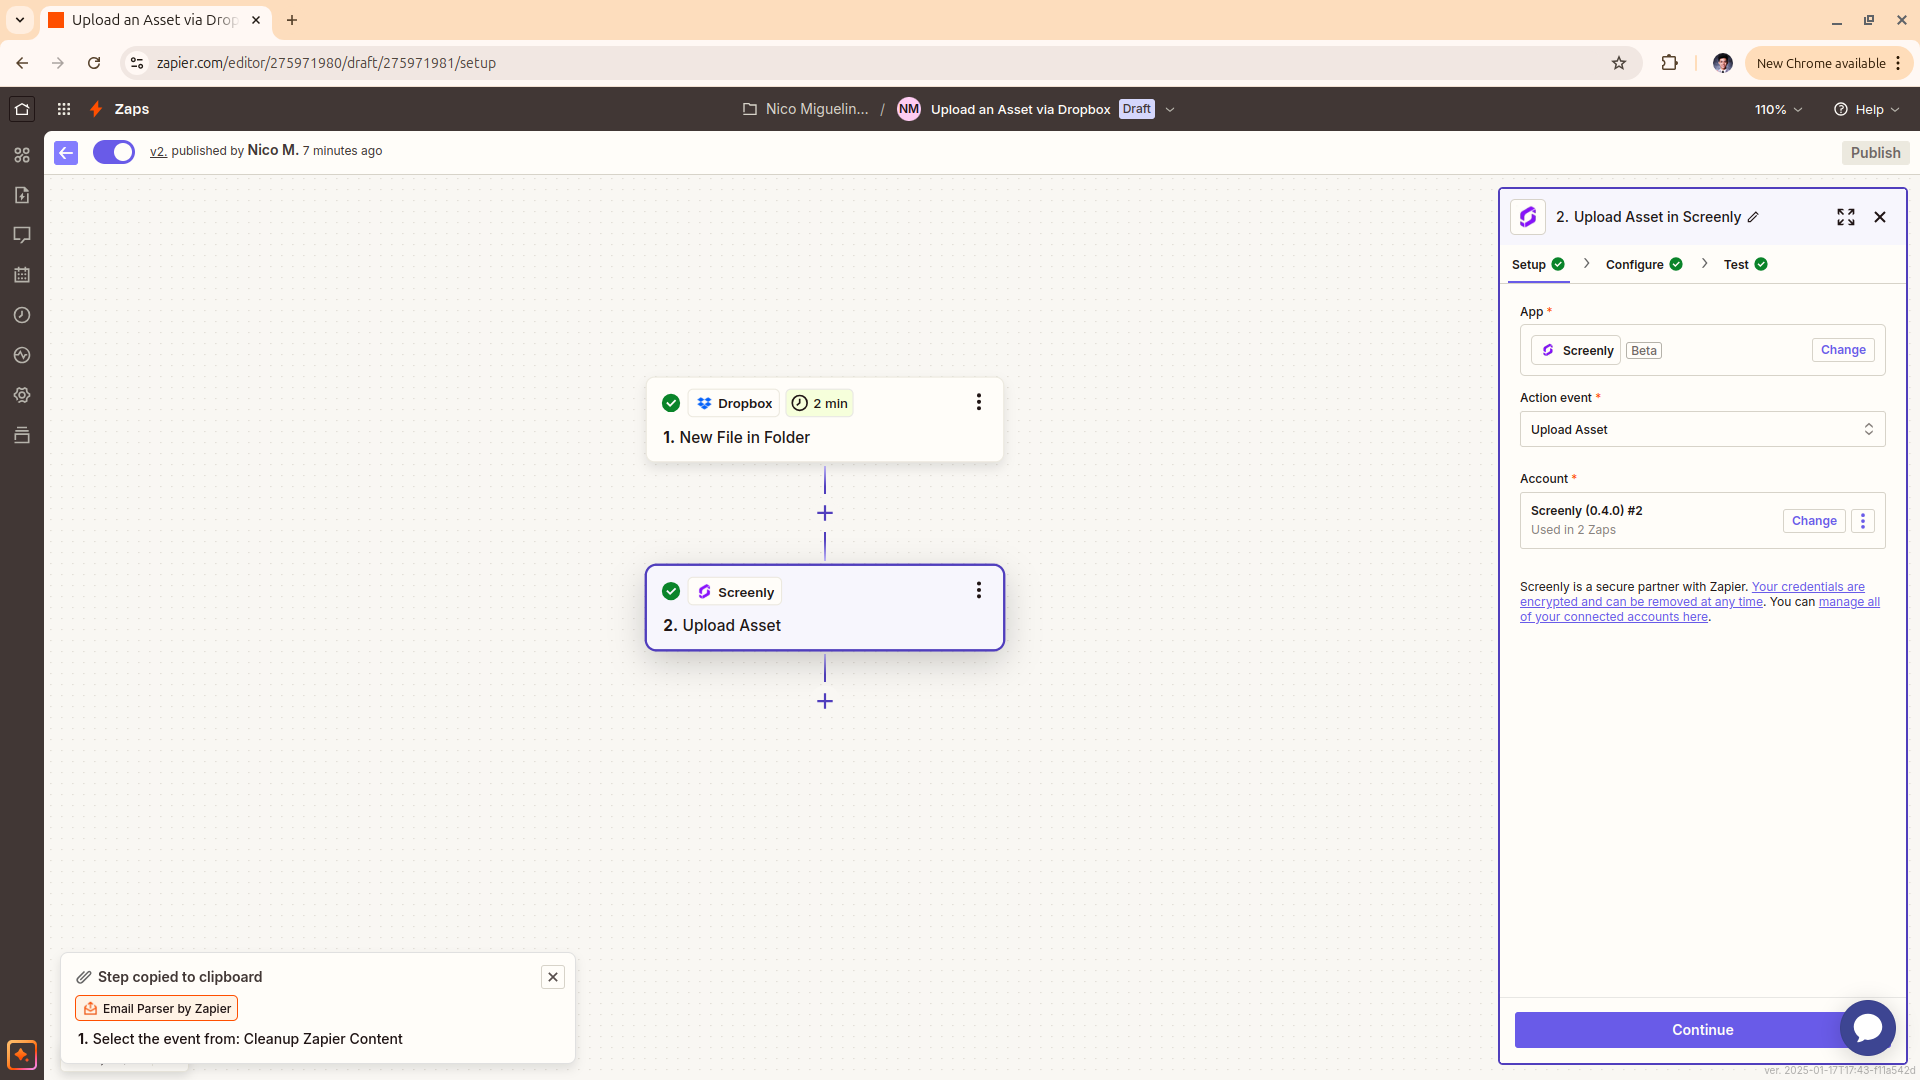 Upload an Asset via Drop
zapier.com/editor/275971980/draft/275971981/setup
New Chrome available
Zaps
Nico Miguelin... / NM Upload an Asset via Dropbox Draft
110%
Help
v2. published by Nico M. 7 minutes ago
Publish
Dropbox 2 min
1. New File in Folder
Screenly
2. Upload Asset
2. Upload Asset in Screenly
Setup Configure Test
App *
Screenly Beta Change
Action event *
Upload Asset
Account *
Screenly (0.4.0) #2
Used in 2 Zaps
Change
Screenly is a secure partner with Zapier. Your credentials are
encrypted and can be removed at any time. You can manage all
of your connected accounts here.
Continue
Step copied to clipboard
Email Parser by Zapier
1. Select the event from: Cleanup Zapier Content
ver. 2025-01-17T17:43-f11a542d